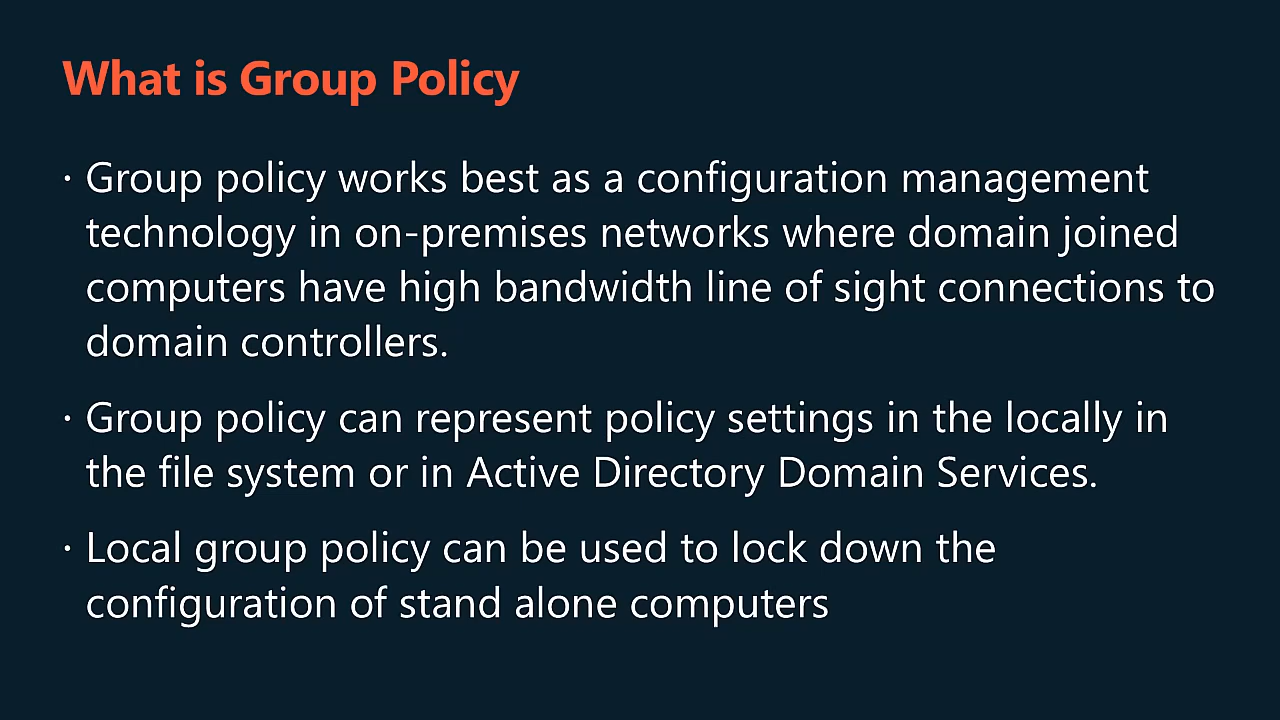 What is Group Policy
· Group policy works best as a configuration management
technology in on-premises networks where domain joined
computers have high bandwidth line of sight connections to
domain controllers.
· Group policy can represent policy settings in the locally in
the file system or in Active Directory Domain Services.
· Local group policy can be used to lock down the
configuration of stand alone computers